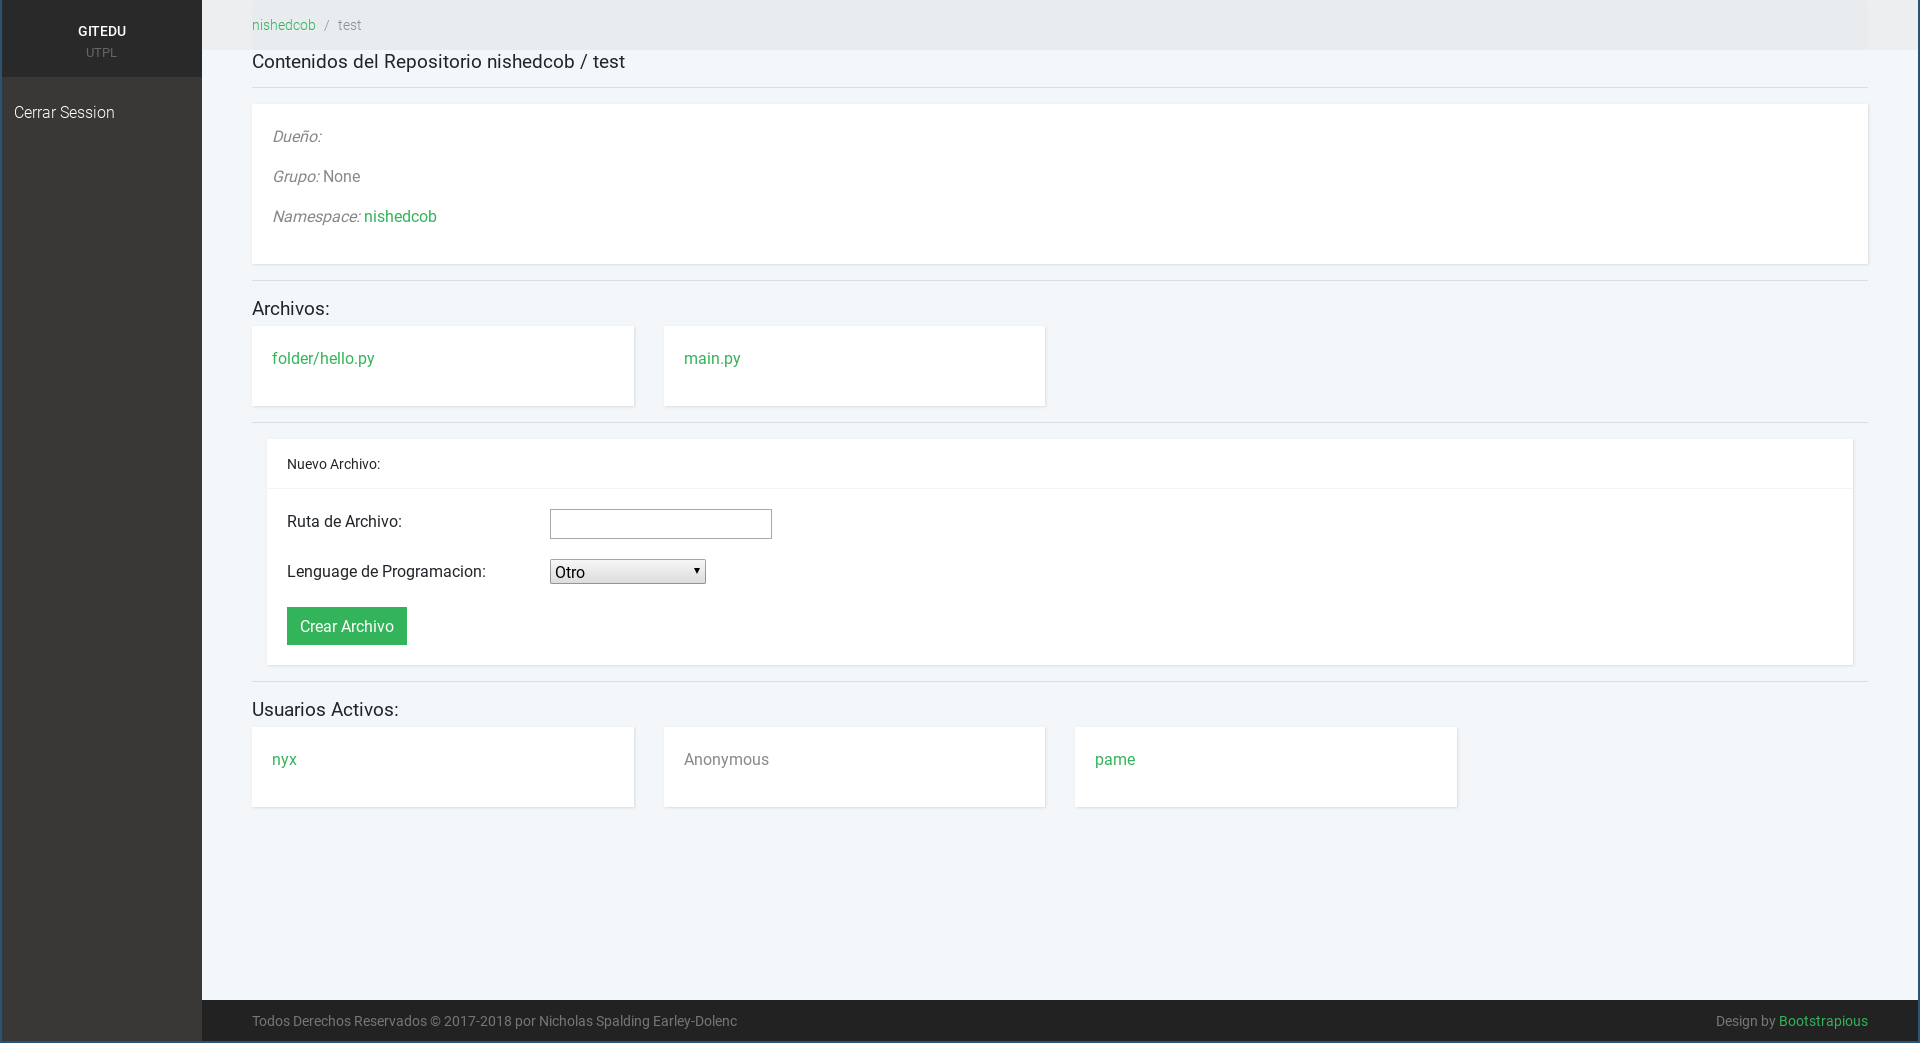 GITEDU
UTPL
Cerrar Session
nishedcob / test
Contenidos del Repositorio nishedcob / test
Dueño:
Grupo: None
Namespace: nishedcob
Archivos:
folder/hello.py
main.py
Nuevo Archivo:
Ruta de Archivo:
Lenguage de Programacion: Otro
Crear Archivo
Usuarios Activos:
nyx
Anonymous
pame
Todos Derechos Reservados © 2017-2018 por Nicholas Spalding Earley-Dolenc
Design by Bootstrapious